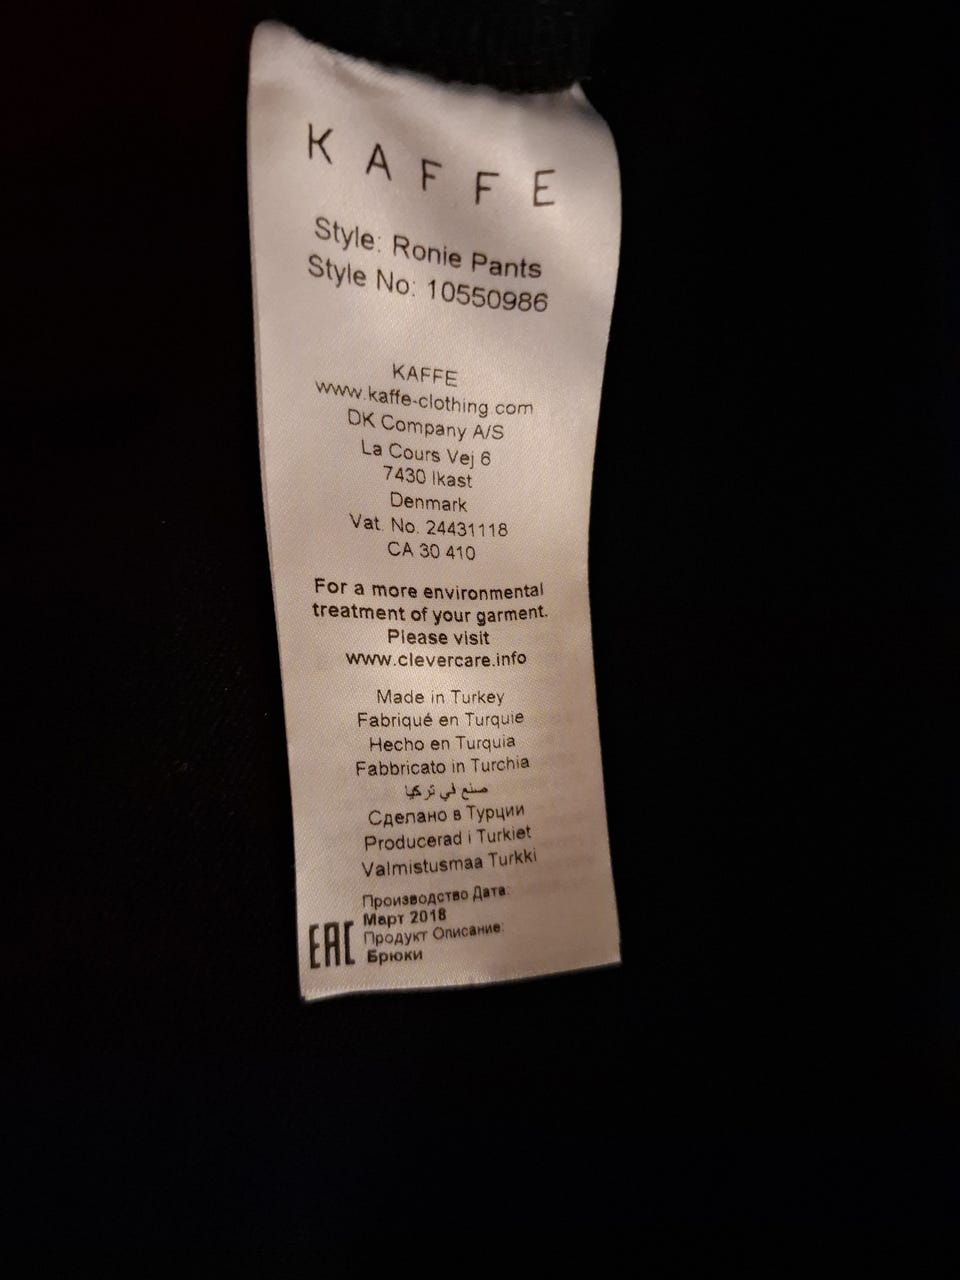 KAFFE
Style: Ronie Pants
Style No: 10550986
KAFFE
www.kaffe-clothing.com
DK Company A/S
La Cours Vej 6
7430 Ikast
Denmark
Vat. No. 24431118
CA 30 410
For a more environmental
treatment of your garment.
Please visit
www.clevercare.info
Made in Turkey
Fabriqué en Turquie
Hecho en Turquia
Fabbricato in Turchia
صنع في تركيا
Сделано в Турции
Producerad i Turkiet
Valmistusmaa Turkki
Производство Дата:
Март 2018
EAC Продукт Описание:
Брюки